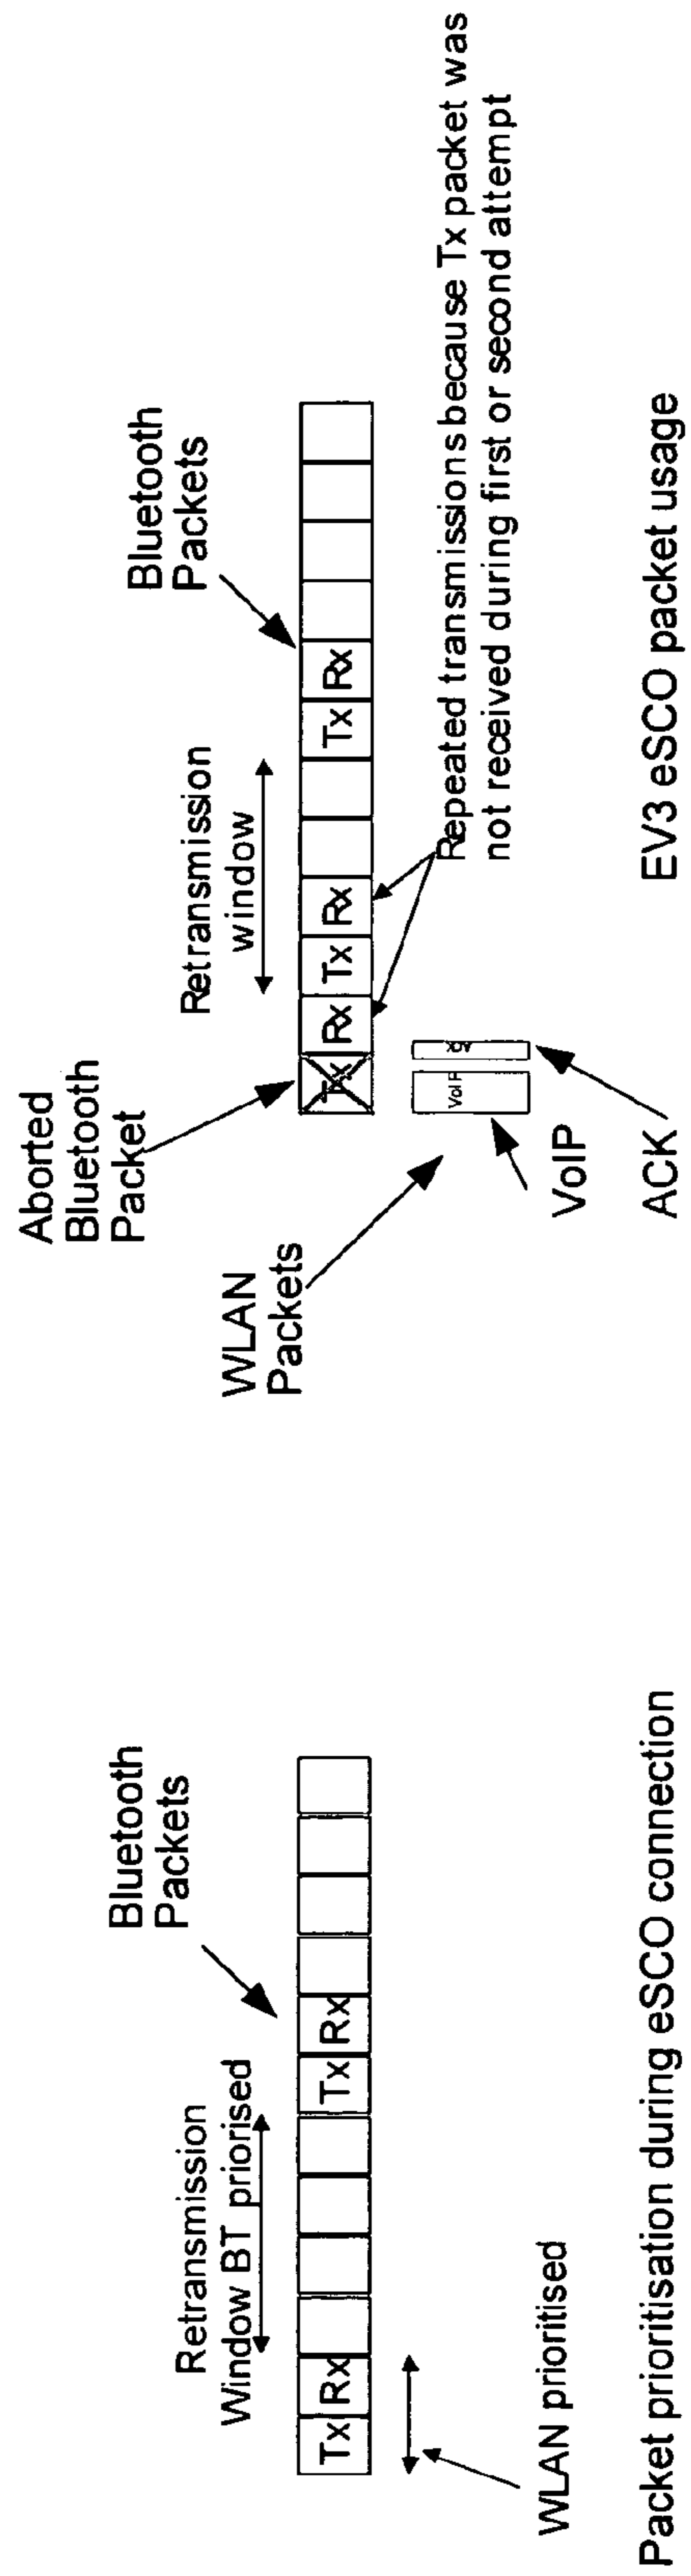 Bluetooth
Packets
Retransmission
Window BT priorised
Tx
Rx
Tx
Rx
WLAN prioritised
Packet prioritisation during eSCO connection
Aborted
Bluetooth
Packet
Retransmission
window
Bluetooth
Packets
WLAN
Packets
Tx
Rx
Tx
Rx
Tx
Rx
Vol F
ACK
VoIP
ACK
Repeated transmissions because Tx packet was
not received during first or second attempt
EV3 eSCO packet usage